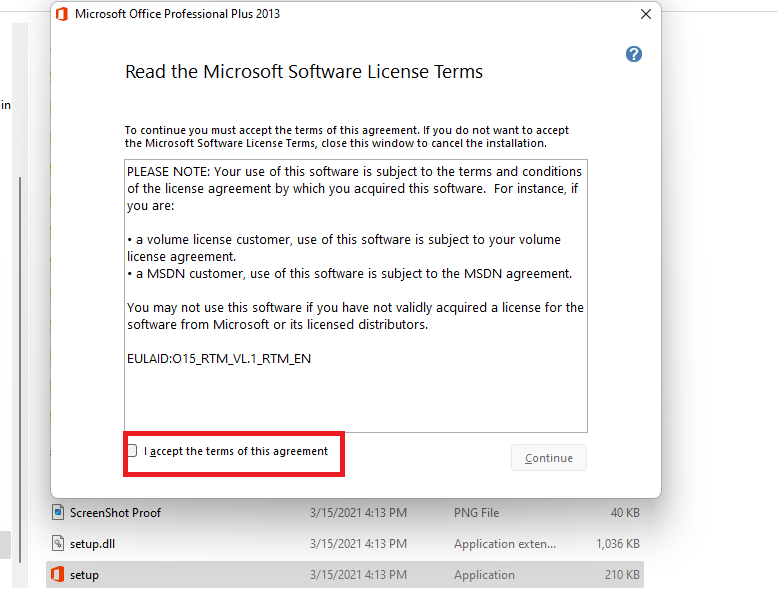 Microsoft Office Professional Plus 2013
Read the Microsoft Software License Terms
in
To continue you must accept the terms of this agreement. If you do not want to accept
the Microsoft Software License Terms, close this window to cancel the installation.
PLEASE NOTE: Your use of this software is subject to the terms and conditions
of the license agreement by which you acquired this software.  For instance, if
you are:
• a volume license customer, use of this software is subject to your volume
license agreement.
• a MSDN customer, use of this software is subject to the MSDN agreement.
You may not use this software if you have not validly acquired a license for the
software from Microsoft or its licensed distributors.
EULAID:O15_RTM_VL.1_RTM_EN
I accept the terms of this agreement
Continue
ScreenShot Proof 3/15/2021 4:13 PM PNG File 40 KB
setup.dll 3/15/2021 4:13 PM Application exten... 1,036 KB
setup 3/15/2021 4:13 PM Application 210 KB